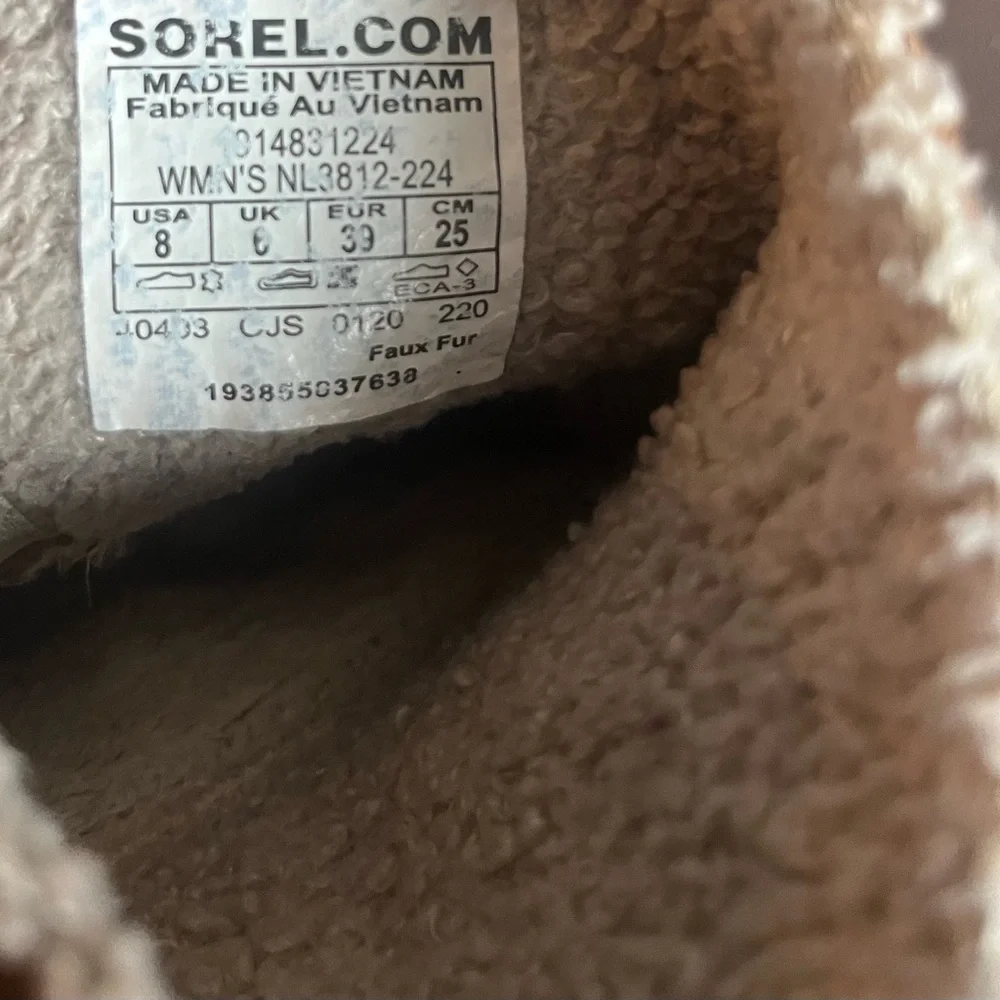 SOREL.COM
MADE IN VIETNAM
Fabriqué Au Vietnam
1914831224
WMN'S NL3812-224
USA UK EUR CM
8 6 39 25
ECA-3
CJS 0120 220
Faux Fur